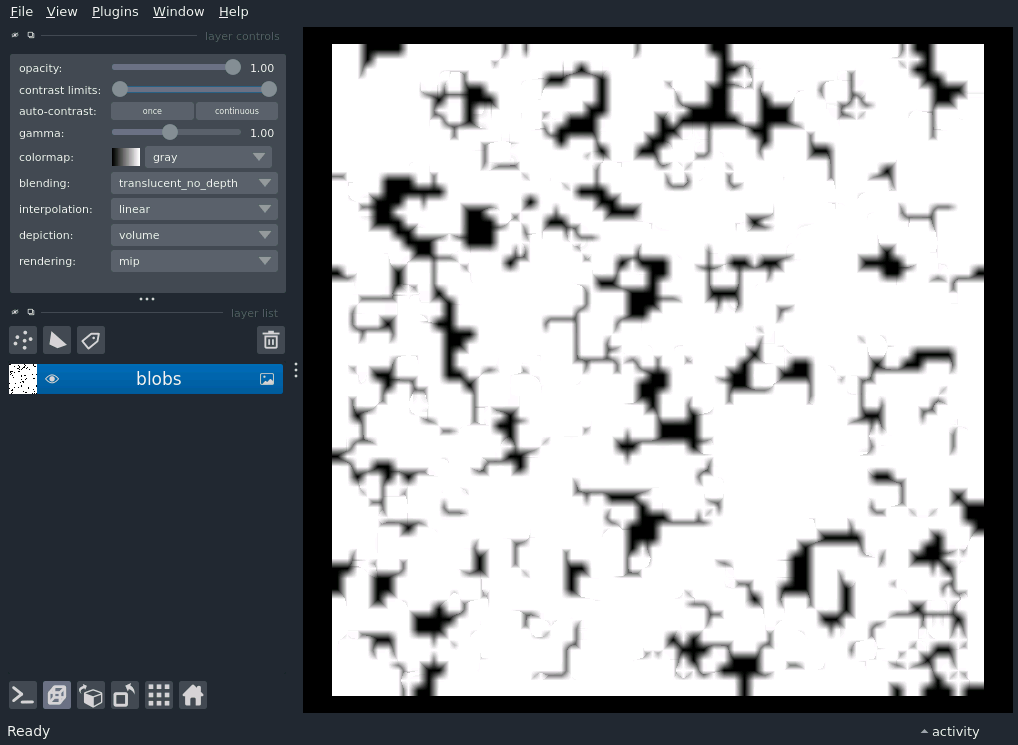 File View Plugins Window Help
layer controls
opacity: 1.00
contrast limits:
auto-contrast: once continuous
gamma: 1.00
colormap: gray
blending: translucent_no_depth
interpolation: linear
depiction: volume
rendering: mip
layer list
blobs
Ready activity